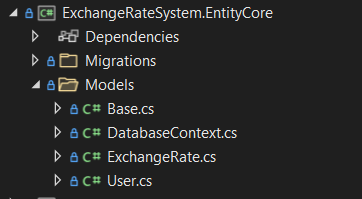 ExchangeRateSystem.EntityCore
Dependencies
Migrations
Models
C# Base.cs
C# DatabaseContext.cs
C# ExchangeRate.cs
C# User.cs